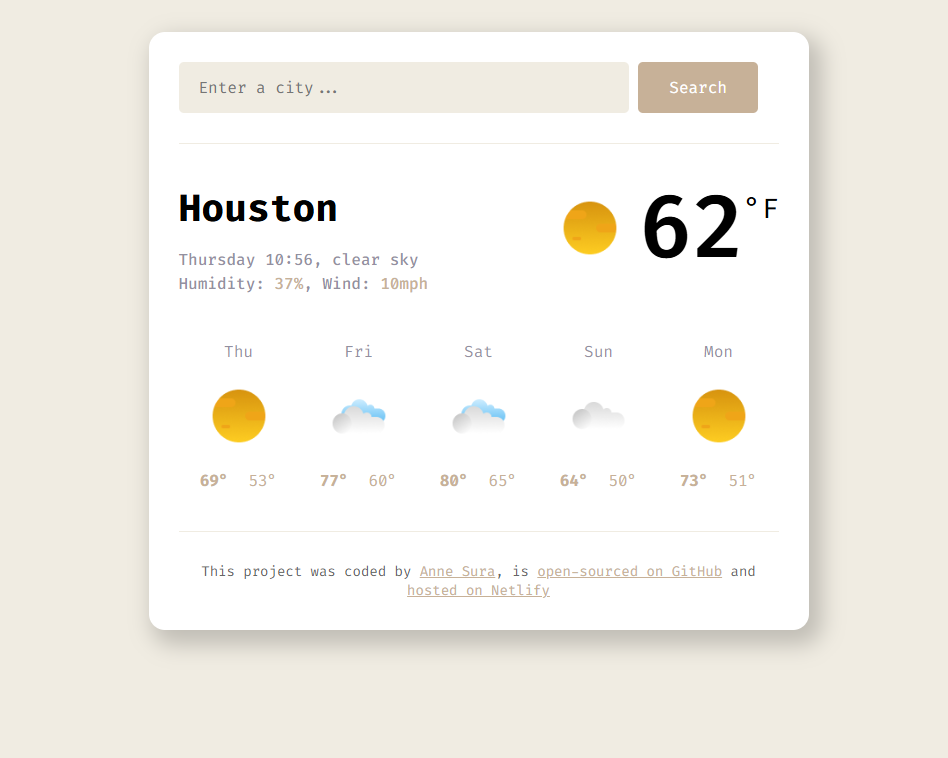 Enter a city...
Search
Houston
62°F
Thursday 10:56, clear sky
Humidity: 37%, Wind: 10mph
Thu Fri Sat Sun Mon
69° 53° 77° 60° 80° 65° 64° 50° 73° 51°
This project was coded by Anne Sura, is open-sourced on GitHub and
hosted on Netlify